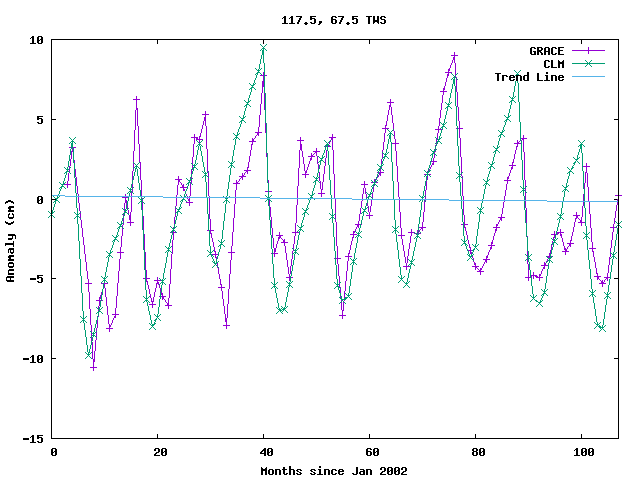 117.5, 67.5 TWS
GRACE
CLM
Trend Line
10
5
0
-5
-10
-15
Anomaly (cm)
0 20 40 60 80 100
Months since Jan 2002